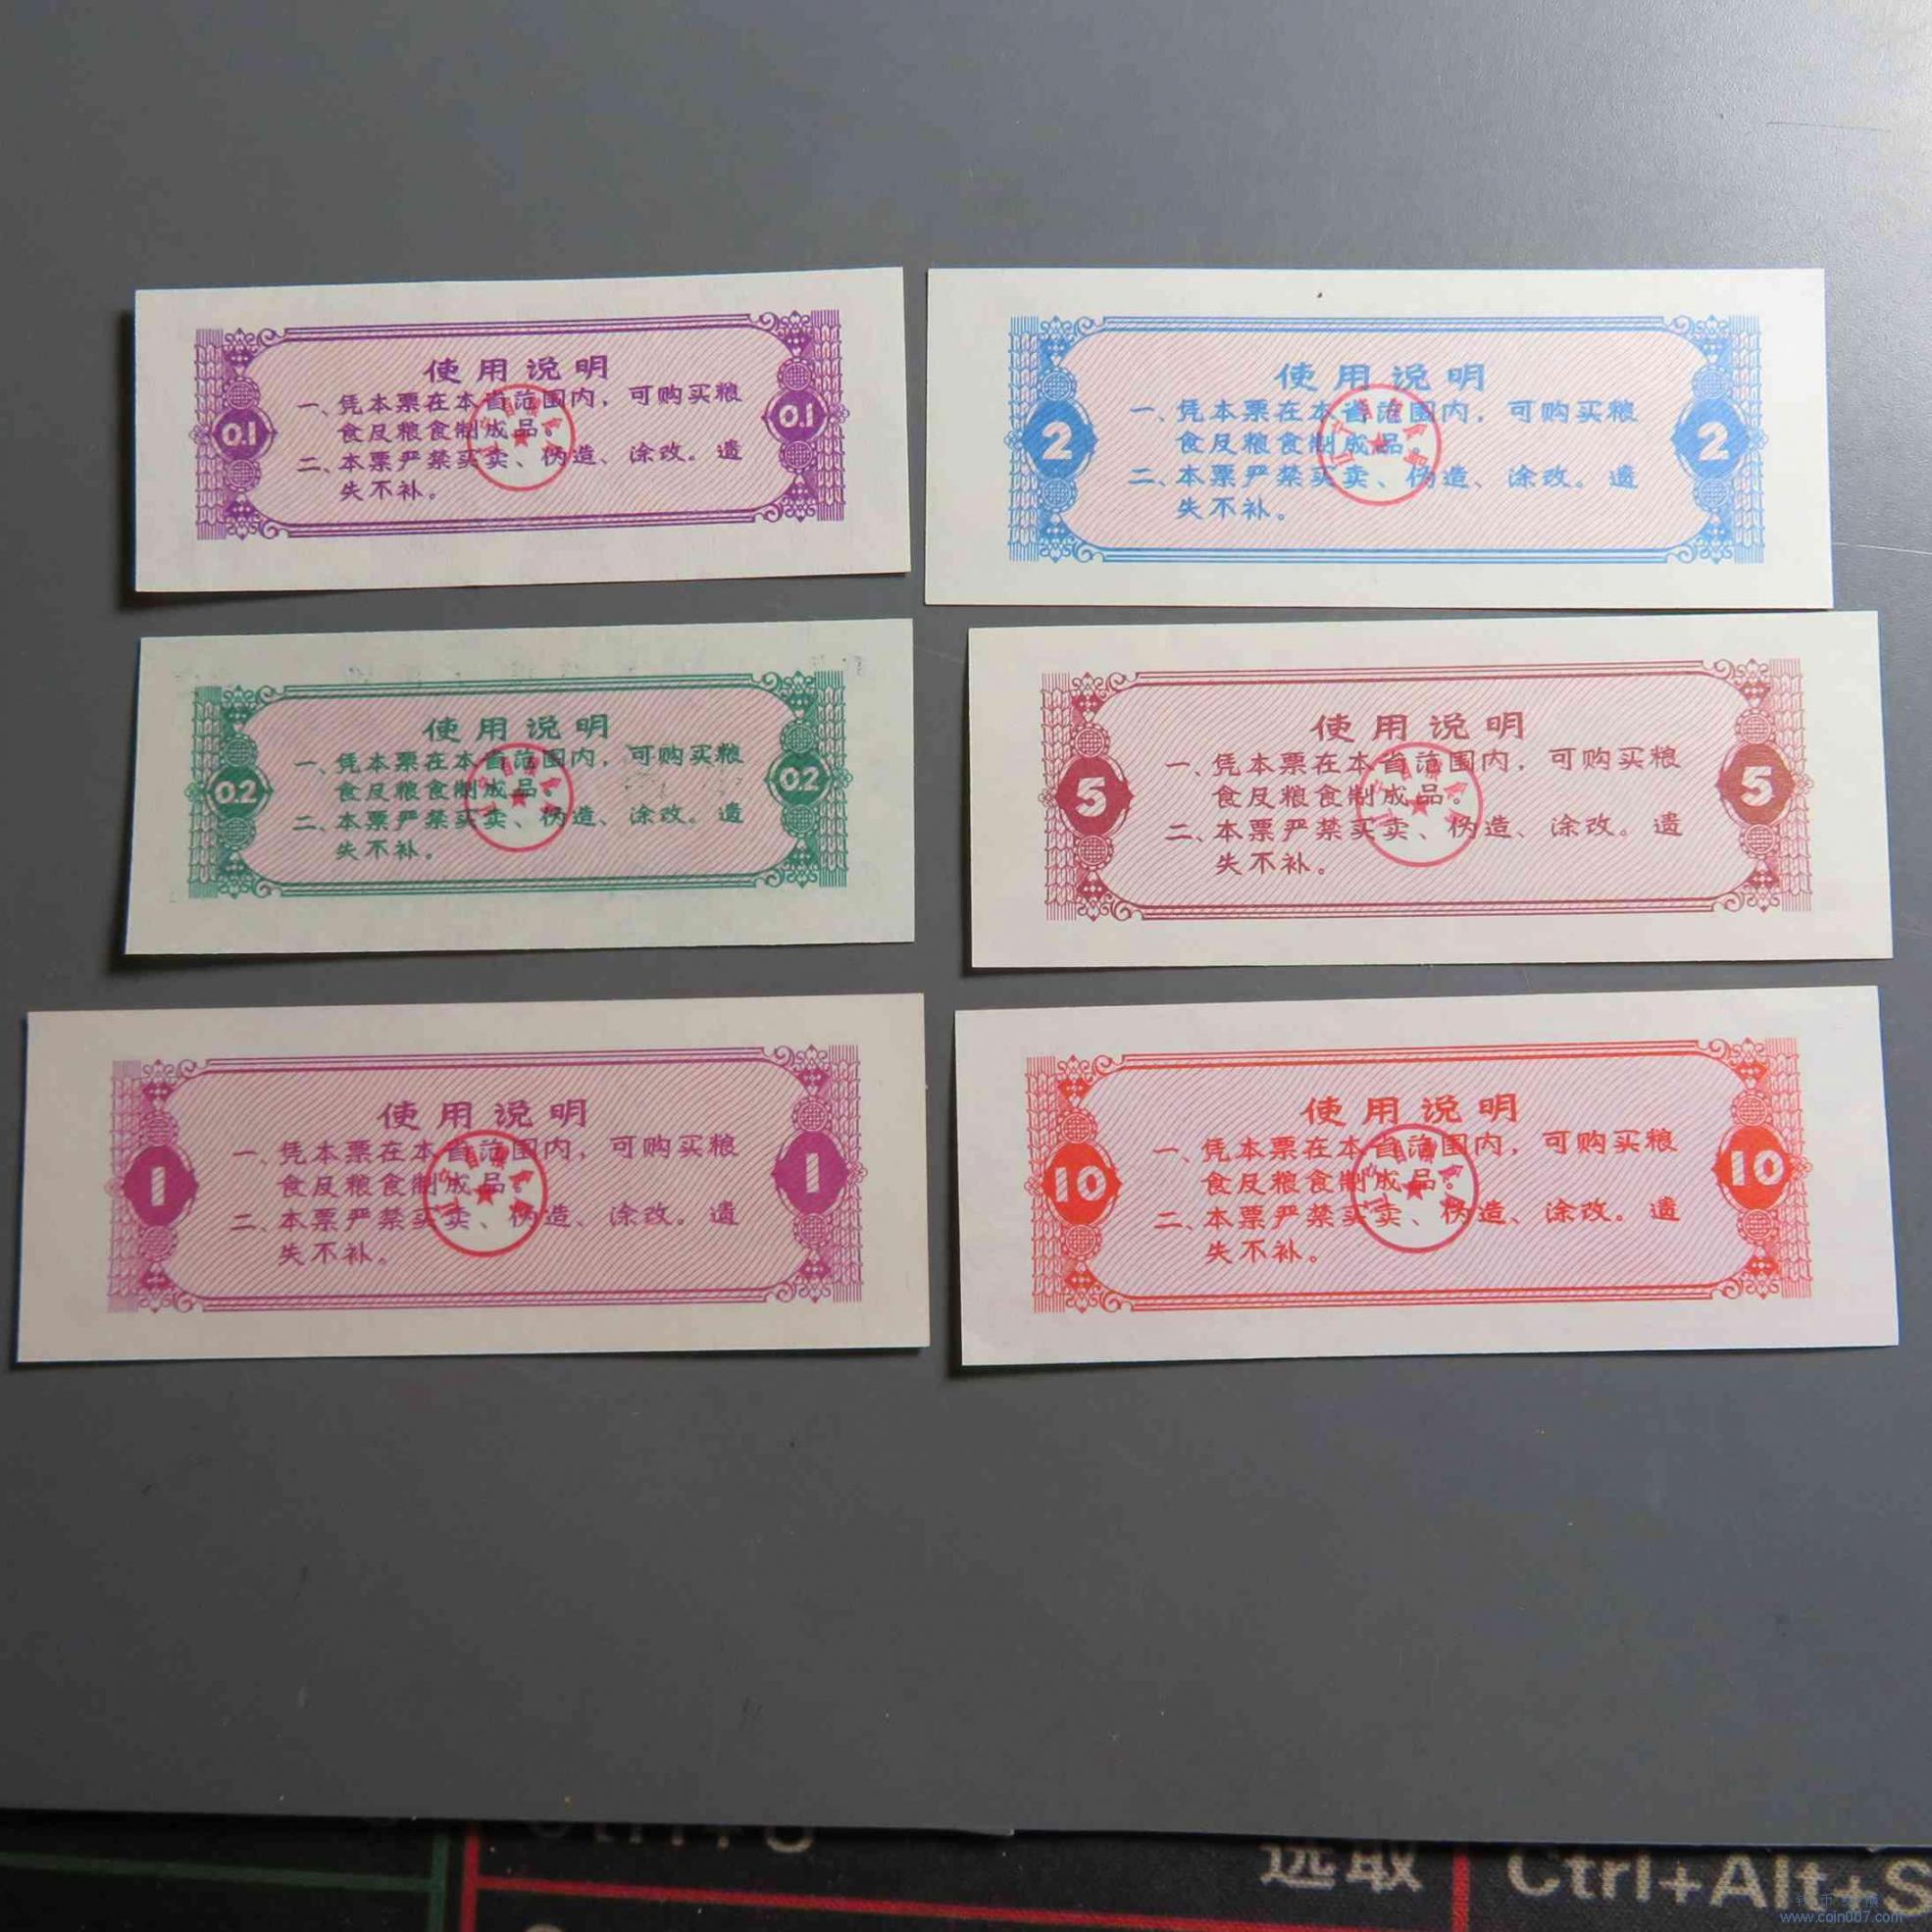 使用说明
一、凭本票在本省范围内，可购买粮
食及粮食制成品。
二、本票严禁买卖、伪造、涂改。遗
失不补。
0.1
0.1
使用说明
一、凭本票在本省范围内，可购买粮
食及粮食制成品。
二、本票严禁买卖、伪造、涂改。遗
失不补。
2
2
使用说明
一、凭本票在本省范围内，可购买粮
食及粮食制成品。
二、本票严禁买卖、伪造、涂改。遗
失不补。
0.2
0.2
使用说明
一、凭本票在本省范围内，可购买粮
食及粮食制成品。
二、本票严禁买卖、伪造、涂改。遗
失不补。
5
5
使用说明
一、凭本票在本省范围内，可购买粮
食及粮食制成品。
二、本票严禁买卖、伪造、涂改。遗
失不补。
1
1
使用说明
一、凭本票在本省范围内，可购买粮
食及粮食制成品。
二、本票严禁买卖、伪造、涂改。遗
失不补。
10
10
选取
Ctrl+Alt+S
www.coin007.com